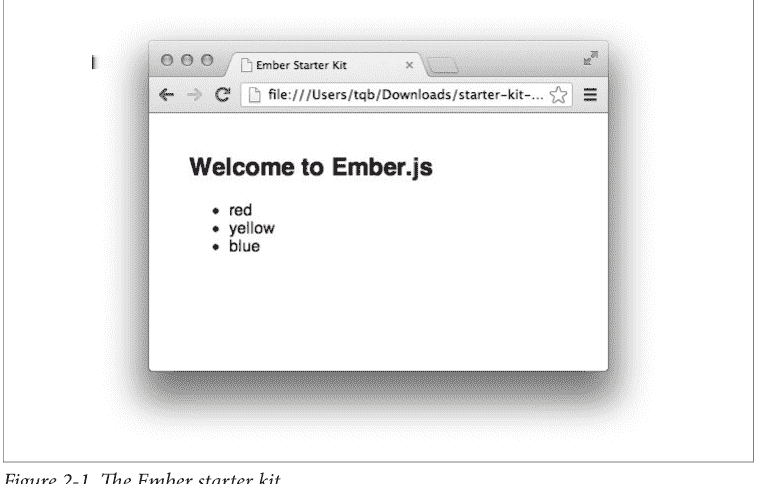 Ember Starter Kit
file:///Users/tqb/Downloads/starter-kit-...
Welcome to Ember.js
• red
• yellow
• blue
Figure 2-1. The Ember starter kit